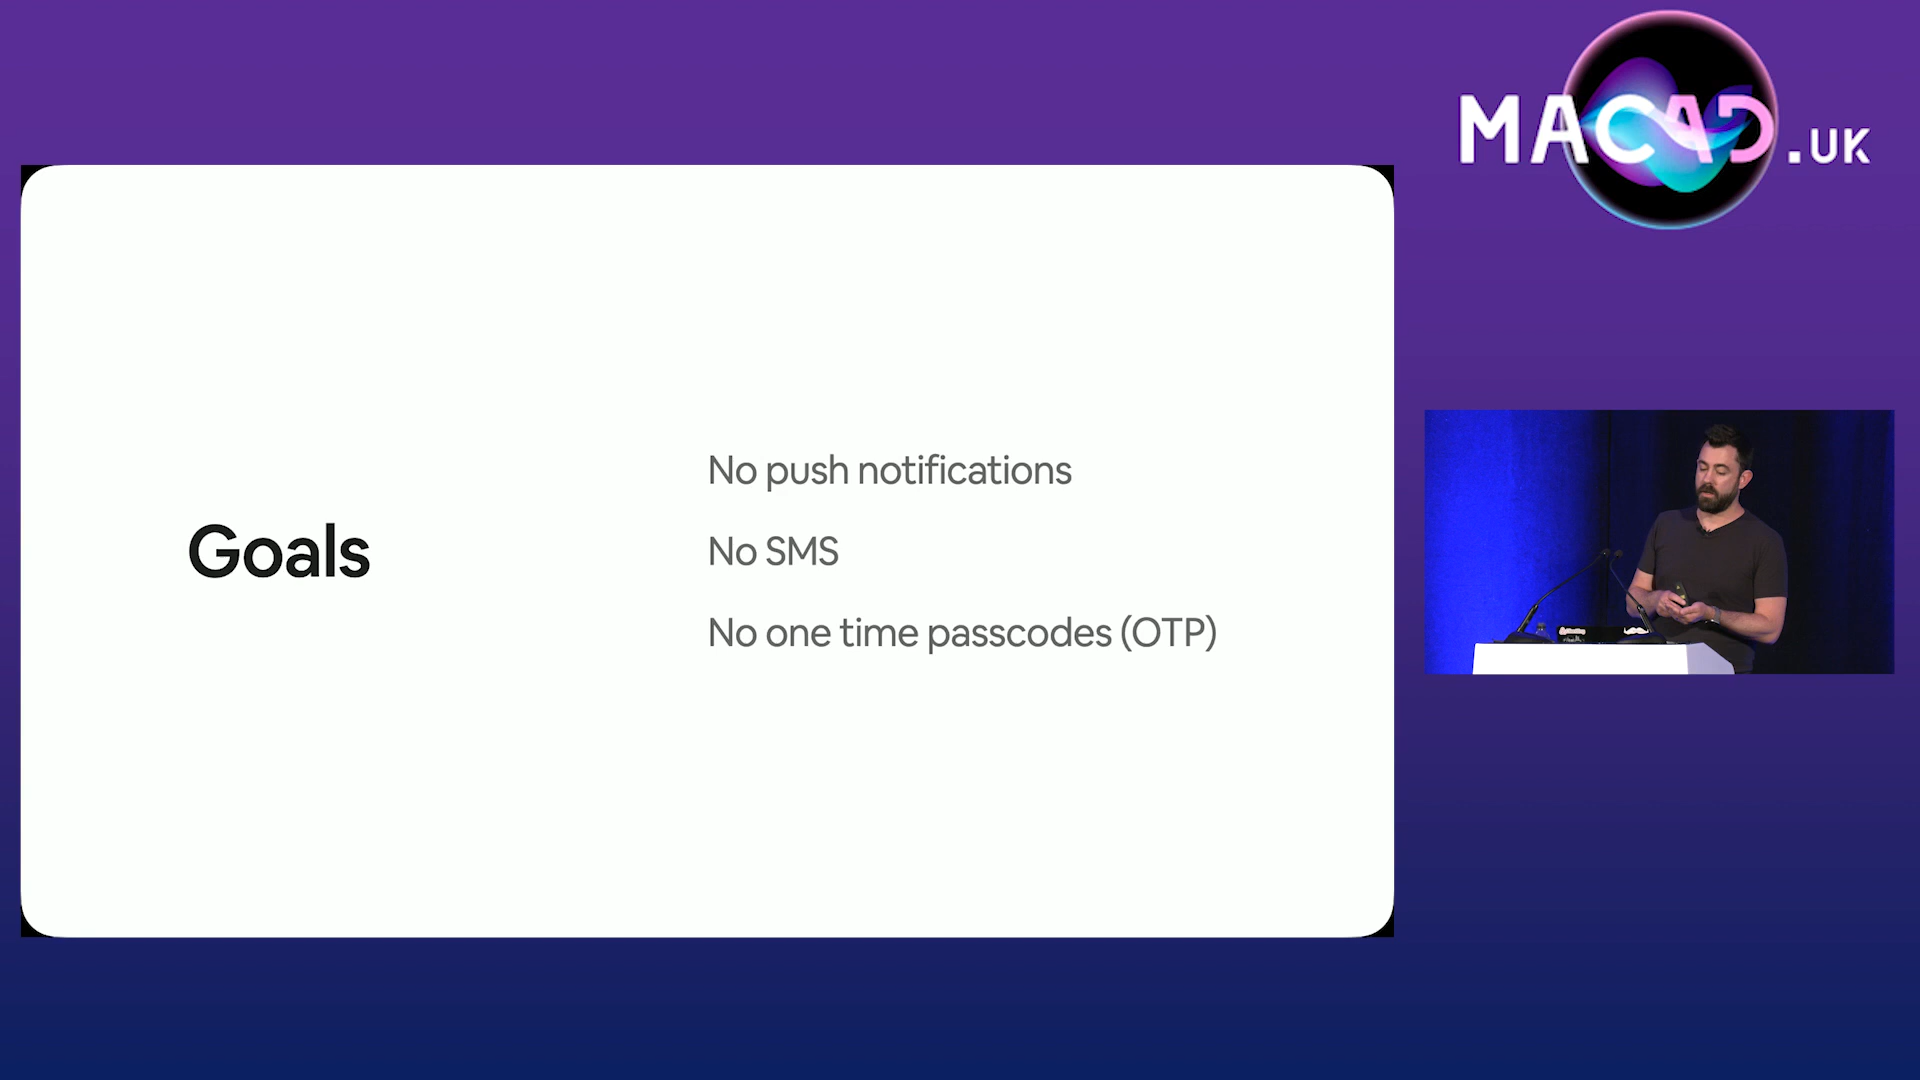 MACAD.UK
Goals
No push notifications
No SMS
No one time passcodes (OTP)